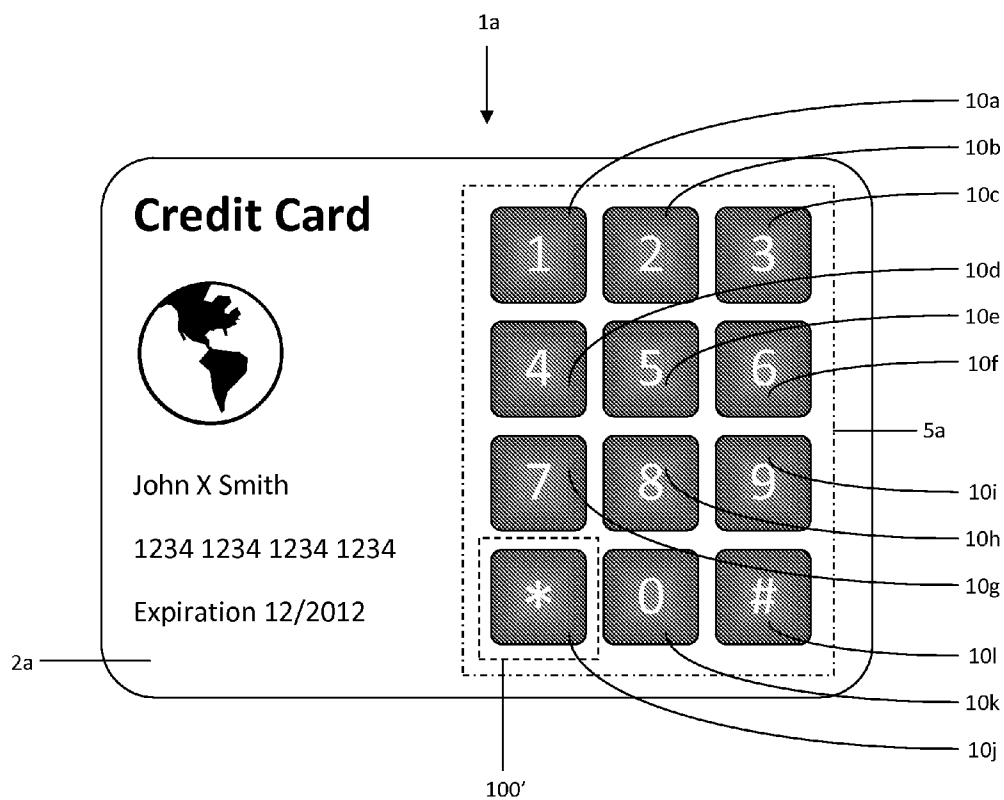 1a
10a
10b
Credit Card
10c
1 2 3
10d
10e
4 5 6
10f
5a
John X Smith
7 8 9
10i
1234 1234 1234 1234
10h
10g
Expiration 12/2012
* 0 #
2a
10l
10k
10j
100'